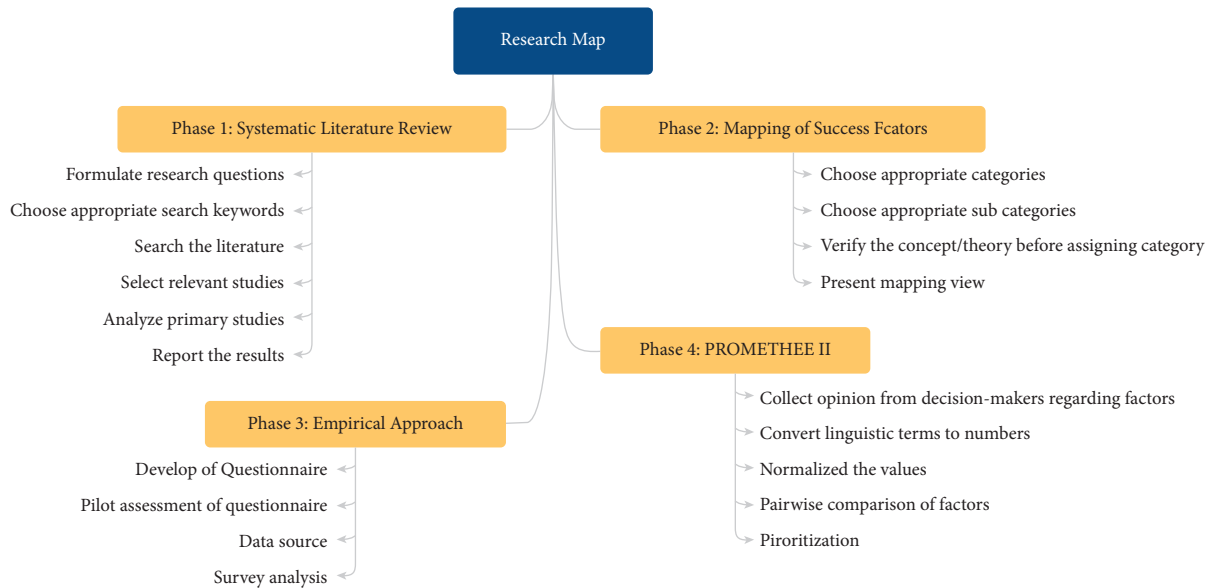 Research Map
Phase 1: Systematic Literature Review
Formulate research questions
Choose appropriate search keywords
Search the literature
Select relevant studies
Analyze primary studies
Report the results
Phase 2: Mapping of Success Fcators
Choose appropriate categories
Choose appropriate sub categories
Verify the concept/theory before assigning category
Present mapping view
Phase 3: Empirical Approach
Develop of Questionnaire
Pilot assessment of questionnaire
Data source
Survey analysis
Phase 4: PROMETHEE II
Collect opinion from decision-makers regarding factors
Convert linguistic terms to numbers
Normalized the values
Pairwise comparison of factors
Piroritization